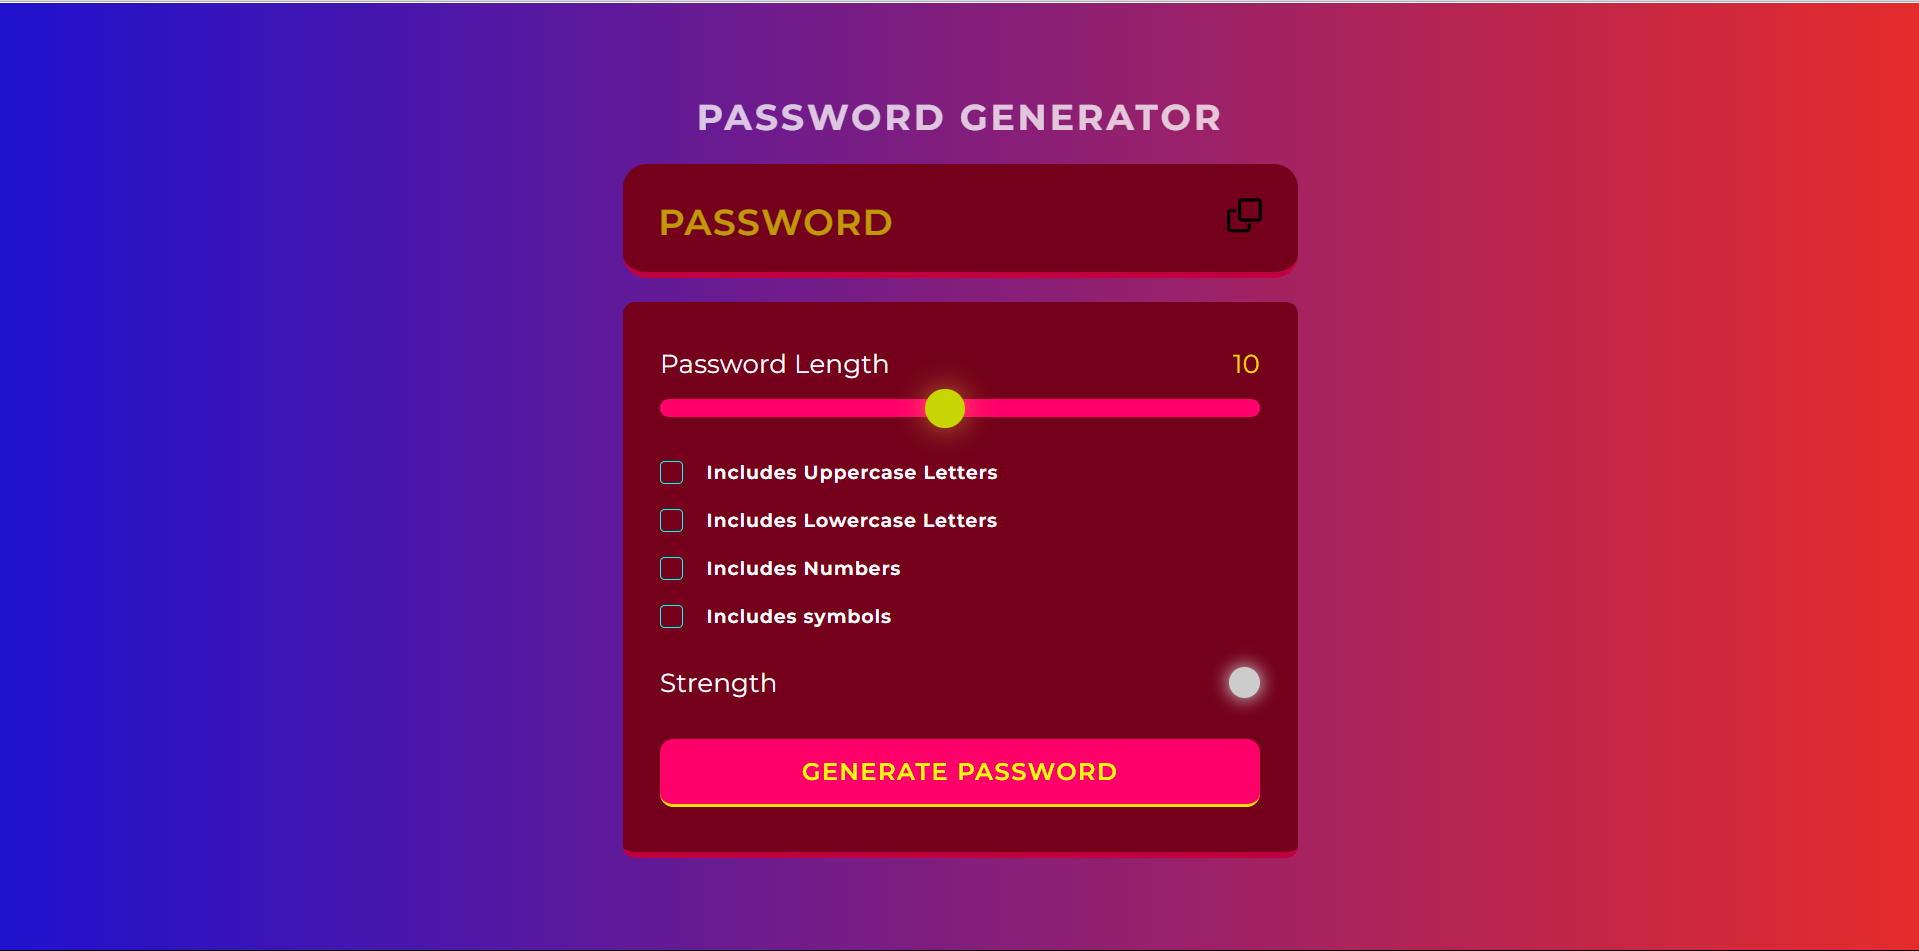 PASSWORD GENERATOR
PASSWORD
Password Length 10
Includes Uppercase Letters
Includes Lowercase Letters
Includes Numbers
Includes symbols
Strength
GENERATE PASSWORD